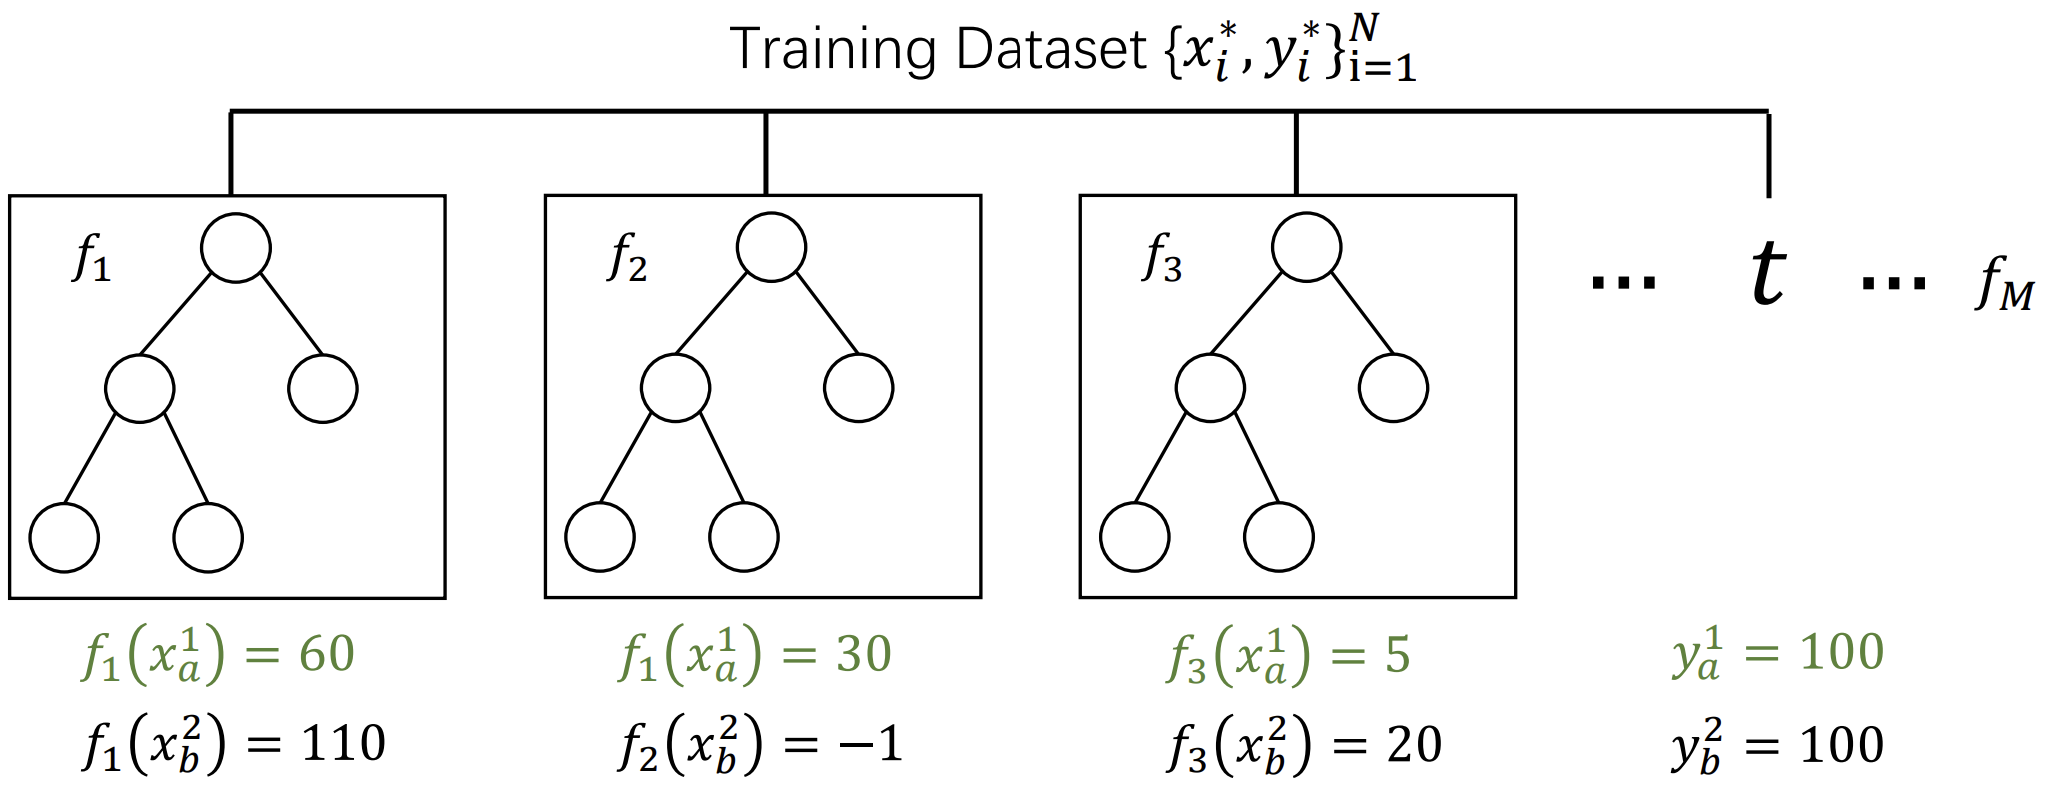 Training Dataset {x_i^*, y_i^*}_{i=1}^N
f_1 f_2 f_3 ... t ... f_M
f_1(x_a^1) = 60 f_1(x_a^1) = 30 f_3(x_a^1) = 5 y_a^1 = 100
f_1(x_b^2) = 110 f_2(x_b^2) = −1 f_3(x_b^2) = 20 y_b^2 = 100